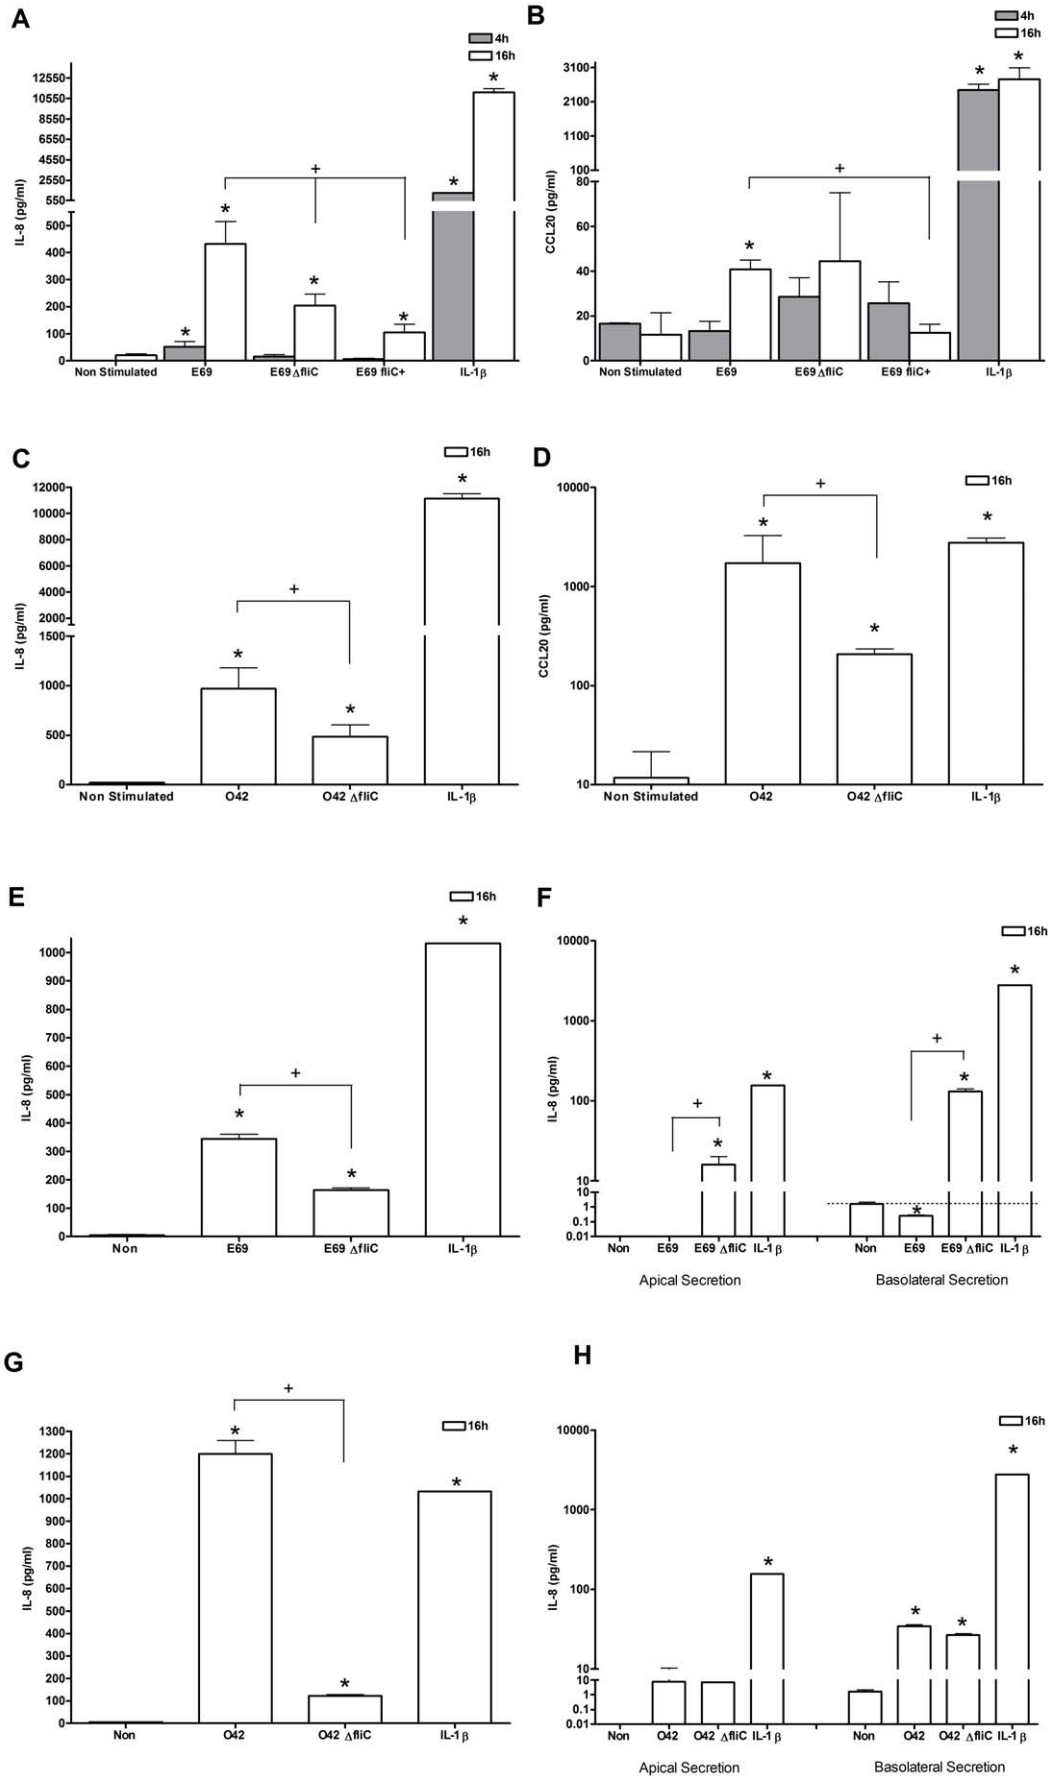 A
4h
16h
IL-8 (pg/ml)
12550
10550
8550
6550
4550
2550
550
500
400
300
200
100
0
* * + * * * * *
Non Stimulated E69 E69 ΔfliC E69 fliC+ IL-1β
B
4h
16h
CCL20 (pg/ml)
3100
2100
1100
100
80
60
40
20
0
* + * *
Non Stimulated E69 E69 ΔfliC E69 fliC+ IL-1β
C
16h
IL-8 (pg/ml)
12000
10000
8000
6000
4000
2000
1500
1000
500
0
* + * *
Non Stimulated O42 O42 ΔfliC IL-1β
D
16h
CCL20 (pg/ml)
10000
1000
100
10
* + * *
Non Stimulated O42 O42 ΔfliC IL-1β
E
16h
IL-8 (pg/ml)
1000
900
800
700
600
500
400
300
200
100
0
* + * *
Non E69 E69 ΔfliC IL-1β
F
16h
IL-8 (pg/ml)
10000
1000
100
10
10
1
0.1
0.01
+ * * * + * *
Non E69 E69 ΔfliC IL-1β Non E69 E69 ΔfliC IL-1β
Apical Secretion Basolateral Secretion
G
16h
IL-8 (pg/ml)
1300
1200
1100
1000
900
800
700
600
500
400
300
200
100
0
* + * *
Non O42 O42 ΔfliC IL-1β
H
16h
IL-8 (pg/ml)
10000
1000
100
10
10
1
0.1
0.01
* * * *
Non O42 O42 ΔfliC IL-1β Non O42 O42 ΔfliC IL-1β
Apical Secretion Basolateral Secretion